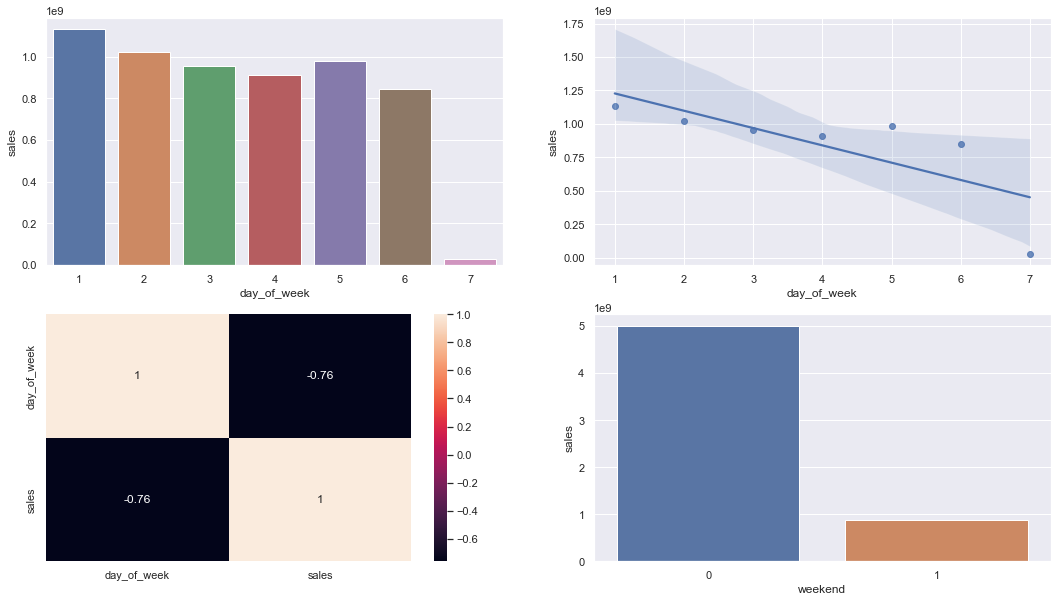 1e9
sales
1.0
0.8
0.6
0.4
0.2
0.0
1 2 3 4 5 6 7
day_of_week
1e9
sales
1.75
1.50
1.25
1.00
0.75
0.50
0.25
0.00
1 2 3 4 5 6 7
day_of_week
day_of_week
sales
1 -0.76
-0.76 1
day_of_week sales
1.0
0.8
0.6
0.4
0.2
0.0
−0.2
−0.4
−0.6
1e9
sales
5
4
3
2
1
0
0 1
weekend